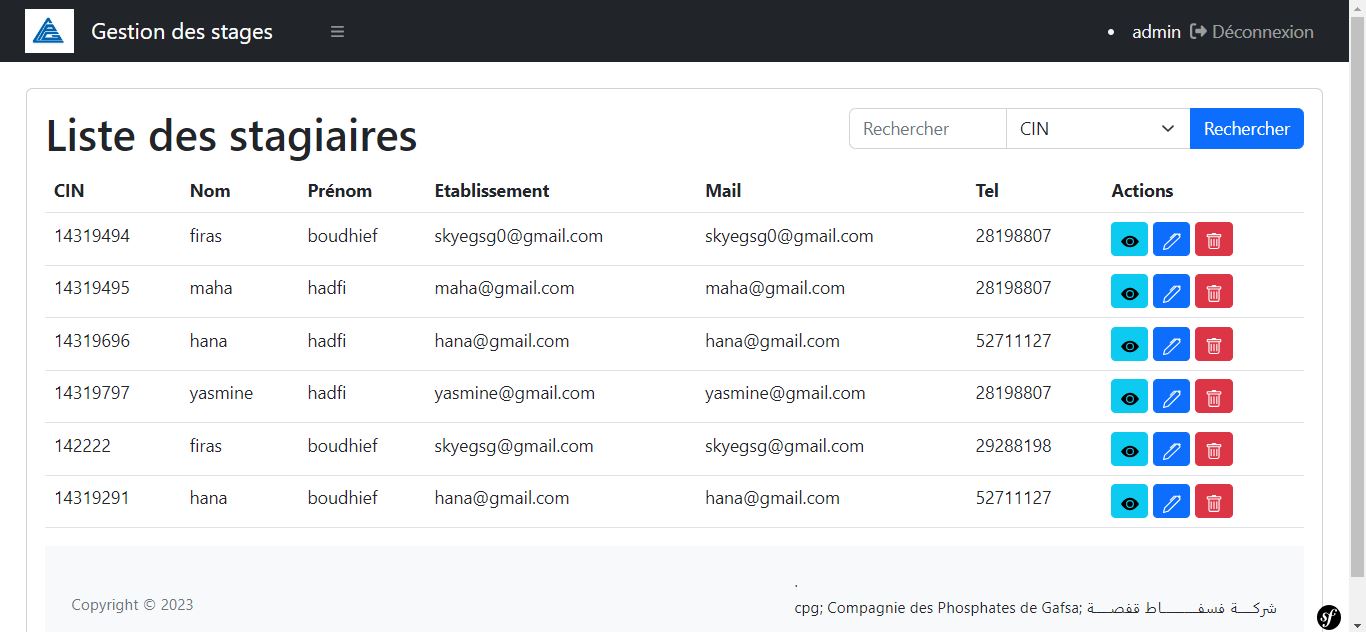 Gestion des stages
admin Déconnexion
Liste des stagiaires
Rechercher CIN Rechercher
CIN Nom Prénom Etablissement Mail Tel Actions
14319494 firas boudhief skyegsg0@gmail.com skyegsg0@gmail.com 28198807
14319495 maha hadfi maha@gmail.com maha@gmail.com 28198807
14319696 hana hadfi hana@gmail.com hana@gmail.com 52711127
14319797 yasmine hadfi yasmine@gmail.com yasmine@gmail.com 28198807
142222 firas boudhief skyegsg@gmail.com skyegsg@gmail.com 29288198
14319291 hana boudhief hana@gmail.com hana@gmail.com 52711127
.
Copyright © 2023
cpg; Compagnie des Phosphates de Gafsa; شركـــة فسفـــــــاط قفصـــة
sf